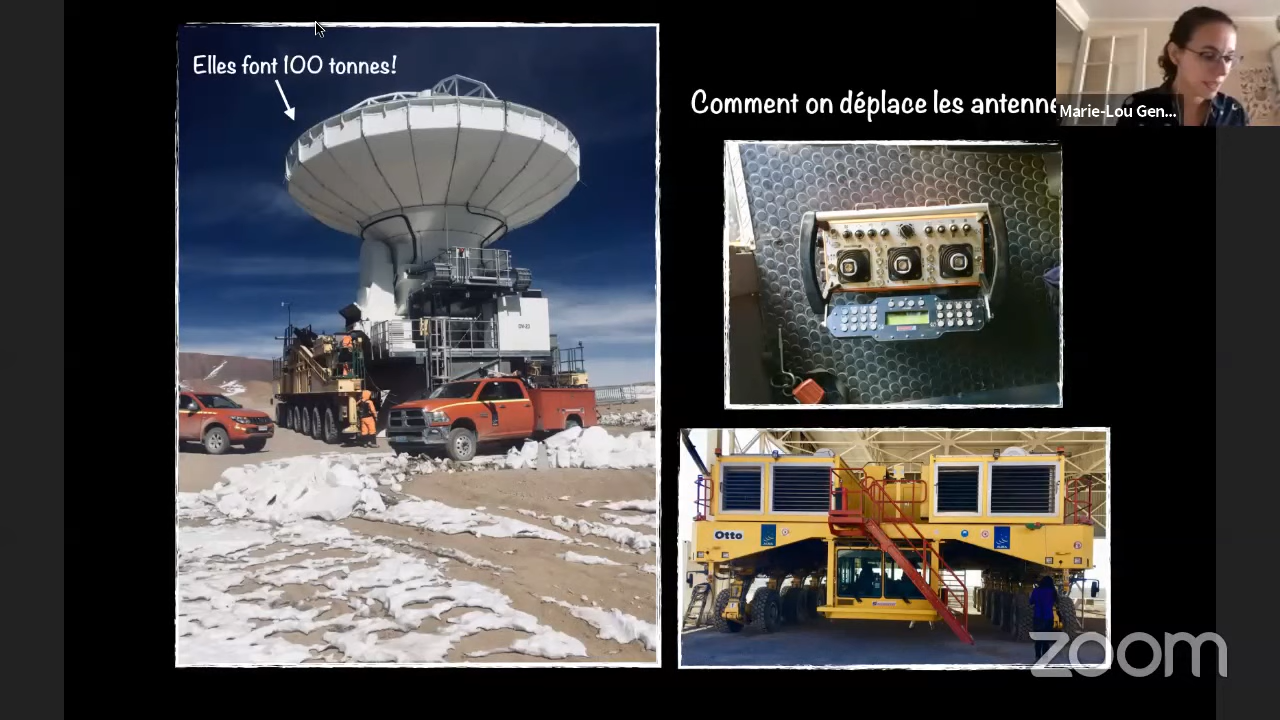 Elles font 100 tonnes!
Comment on déplace les antenne
Marie-Lou Gen...
Otto
zoom